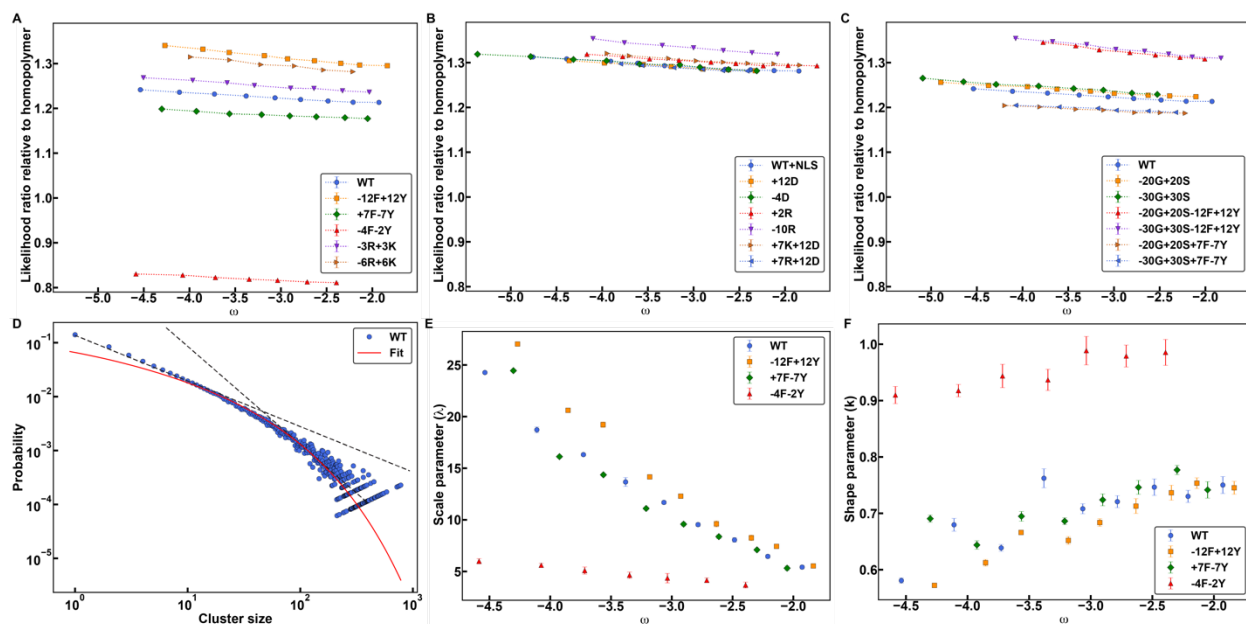 A
Likelihood ratio relative to homopolymer
1.3
1.2
1.1
1.0
0.9
0.8
WT
-12F+12Y
+7F-7Y
-4F-2Y
-3R+3K
-6R+6K
−5.0 −4.5 −4.0 −3.5 −3.0 −2.5 −2.0
ω
B
Likelihood ratio relative to homopolymer
1.3
1.2
1.1
1.0
0.9
0.8
WT+NLS
+12D
-4D
+2R
-10R
+7K+12D
+7R+12D
−5.0 −4.5 −4.0 −3.5 −3.0 −2.5 −2.0
ω
C
Likelihood ratio relative to homopolymer
1.3
1.2
1.1
1.0
0.9
0.8
WT
-20G+20S
-30G+30S
-20G+20S-12F+12Y
-30G+30S-12F+12Y
-20G+20S+7F-7Y
-30G+30S+7F-7Y
−5.0 −4.5 −4.0 −3.5 −3.0 −2.5 −2.0
ω
D
Probability
10⁻¹
10⁻²
10⁻³
10⁻⁴
10⁻⁵
WT
Fit
10⁰ 10¹ 10² 10³
Cluster size
E
Scale parameter (λ)
25
20
15
10
5
WT
-12F+12Y
+7F-7Y
-4F-2Y
−4.5 −4.0 −3.5 −3.0 −2.5 −2.0
ω
F
Shape parameter (k)
1.0
0.9
0.8
0.7
0.6
WT
-12F+12Y
+7F-7Y
-4F-2Y
−4.5 −4.0 −3.5 −3.0 −2.5 −2.0
ω